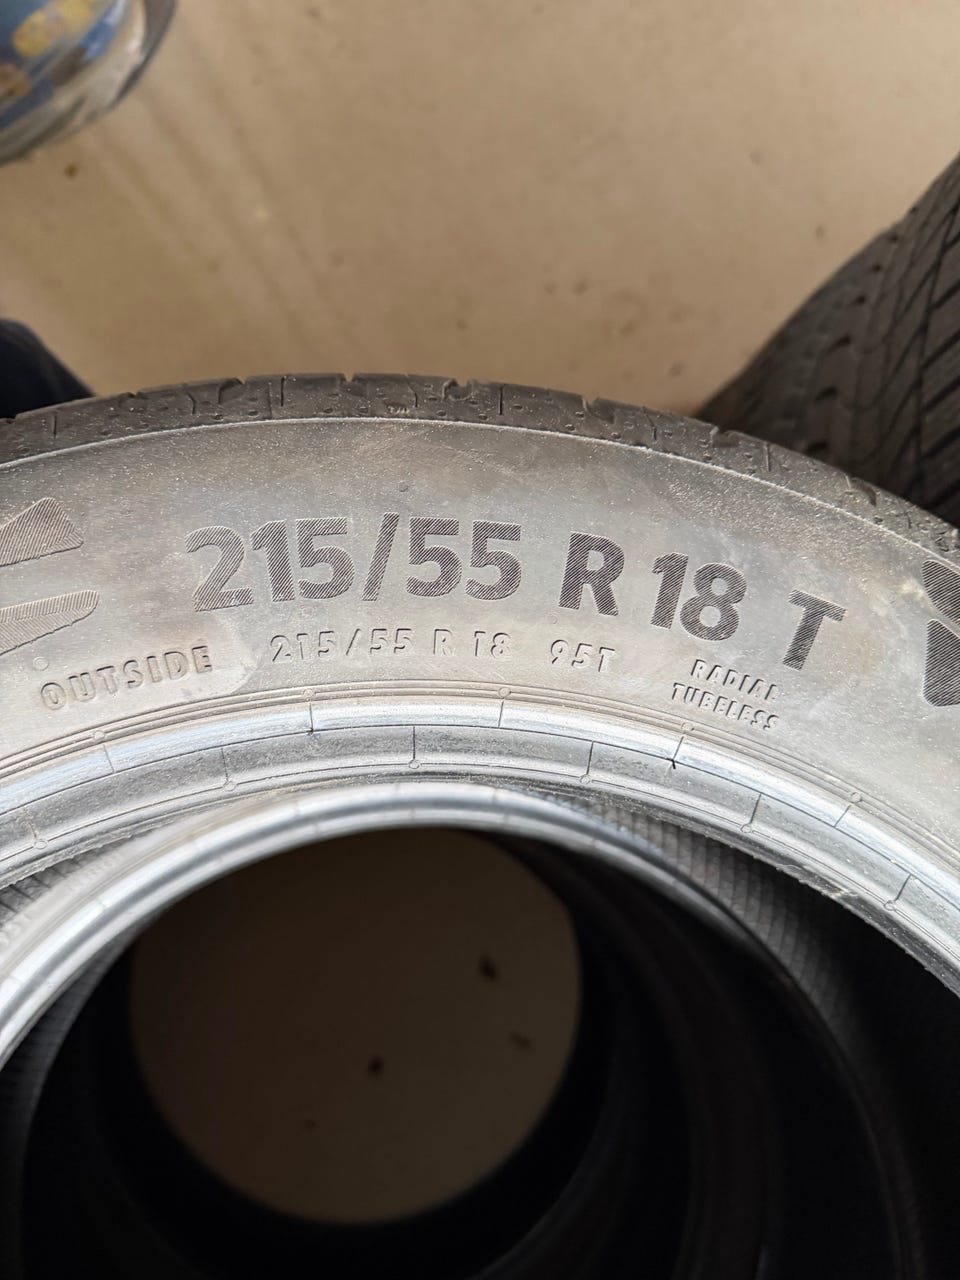 215/55 R 18 T
OUTSIDE 215/55 R 18 95T RADIAL
TUBELESS